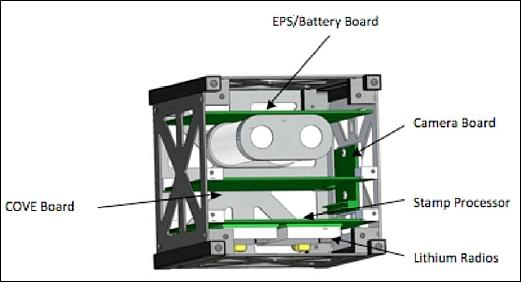 EPS/Battery Board
Camera Board
COVE Board
Stamp Processor
Lithium Radios